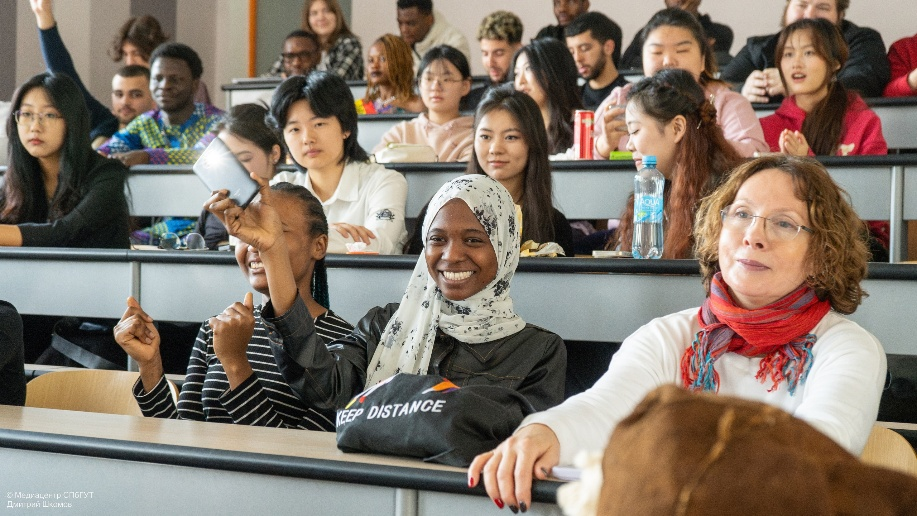 AQUA
KEEP DISTANCE
© Медиацентр СПбГУТ
Дмитрий Шкомов